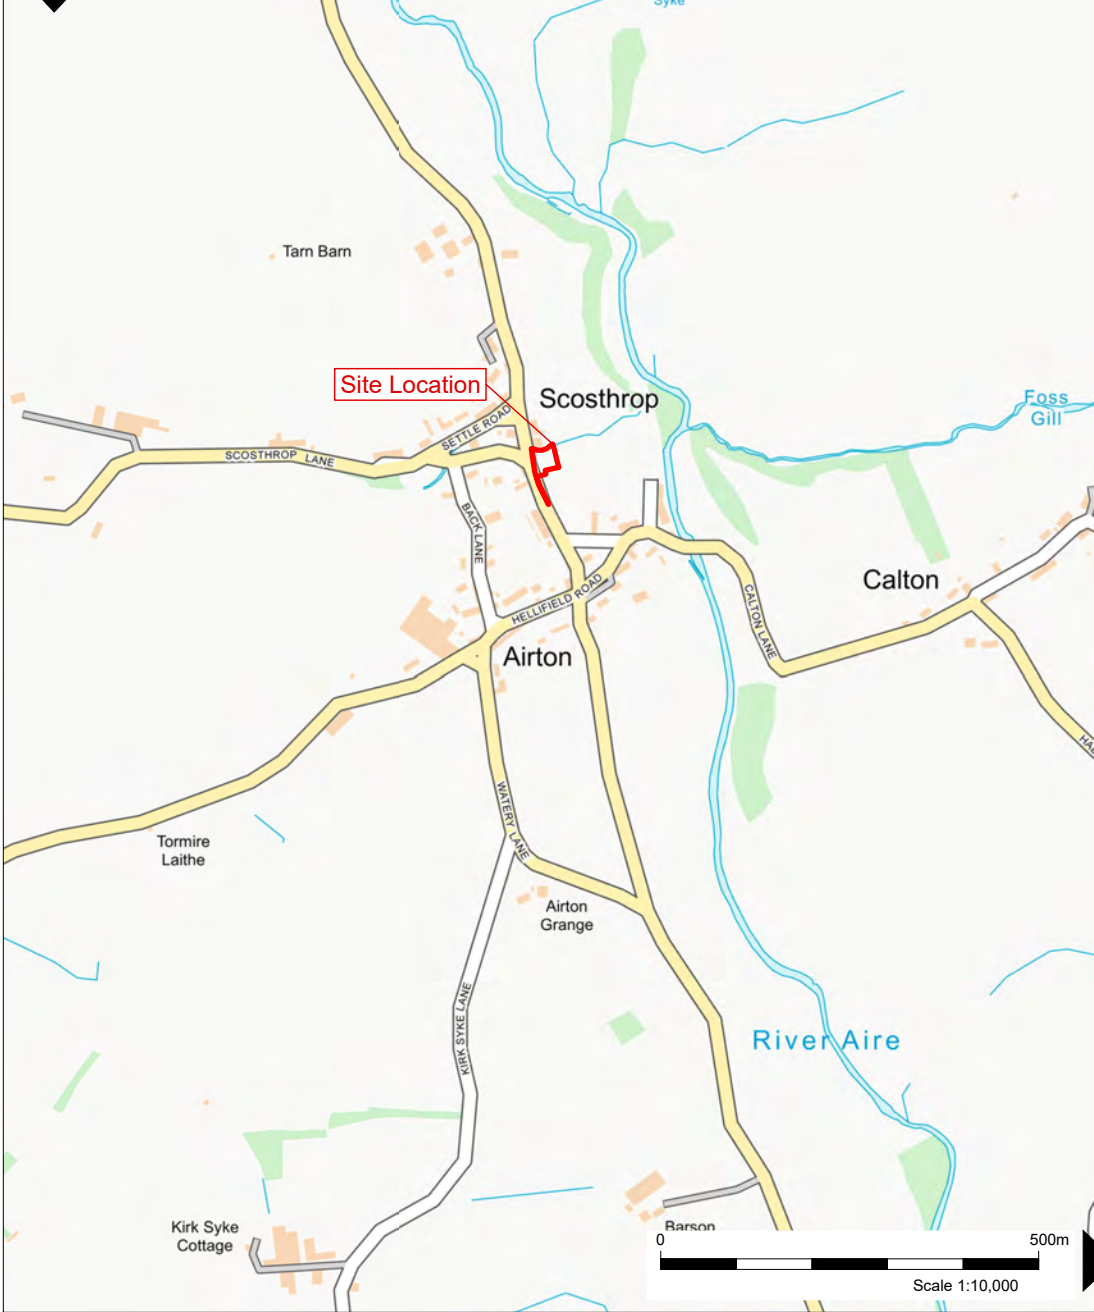 Syke
Tarn Barn
Site Location
Scosthrop
Foss
Gill
SETTLE ROAD
SCOSTHROP LANE
BACK LANE
Calton
HELLIFIELD ROAD
CALTON LANE
Airton
WATERY LANE
Tormire
Laithe
Airton
Grange
KIRK SYKE LANE
River Aire
Kirk Syke
Cottage
Barson
0
500m
Scale 1:10,000